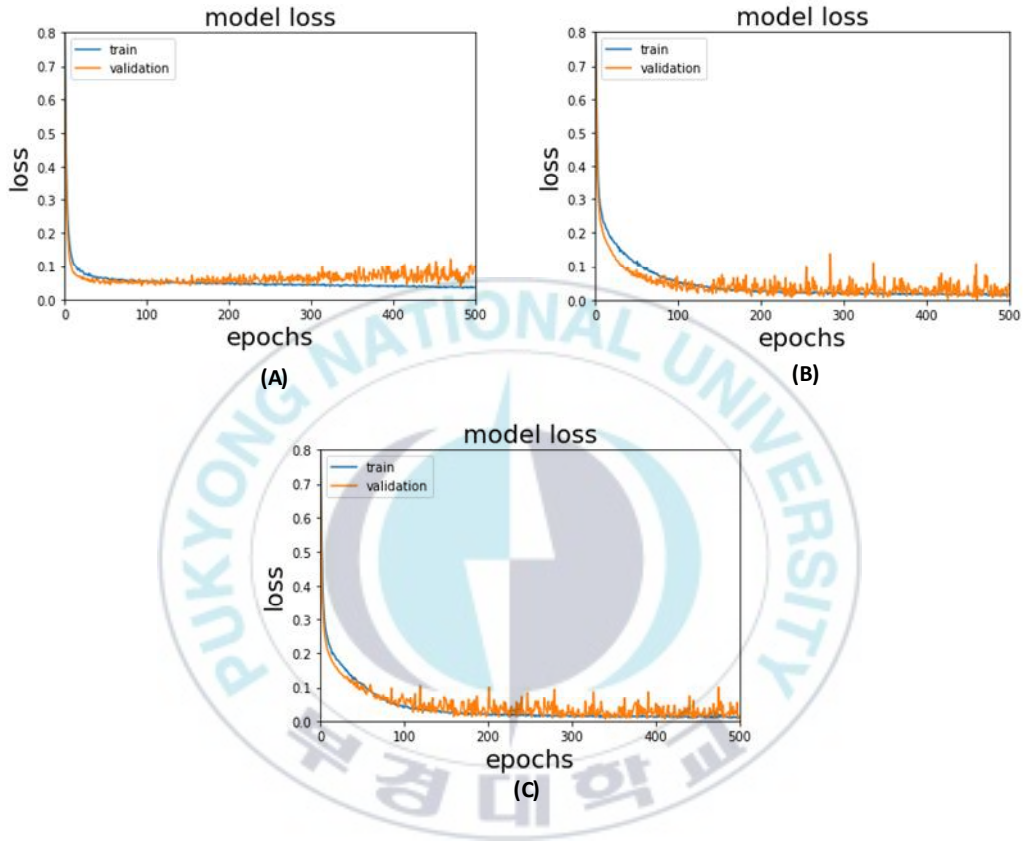 model loss
0.8
0.7
0.6
0.5
0.4
0.3
0.2
0.1
0.0
loss
train
validation
0 100 200 300 400 500
epochs
(A)
model loss
0.8
0.7
0.6
0.5
0.4
0.3
0.2
0.1
0.0
loss
train
validation
0 100 200 300 400 500
epochs
(B)
model loss
0.8
0.7
0.6
0.5
0.4
0.3
0.2
0.1
0.0
loss
train
validation
0 100 200 300 400 500
epochs
(C)
PUKYONG NATIONAL UNIVERSITY
부경대학교